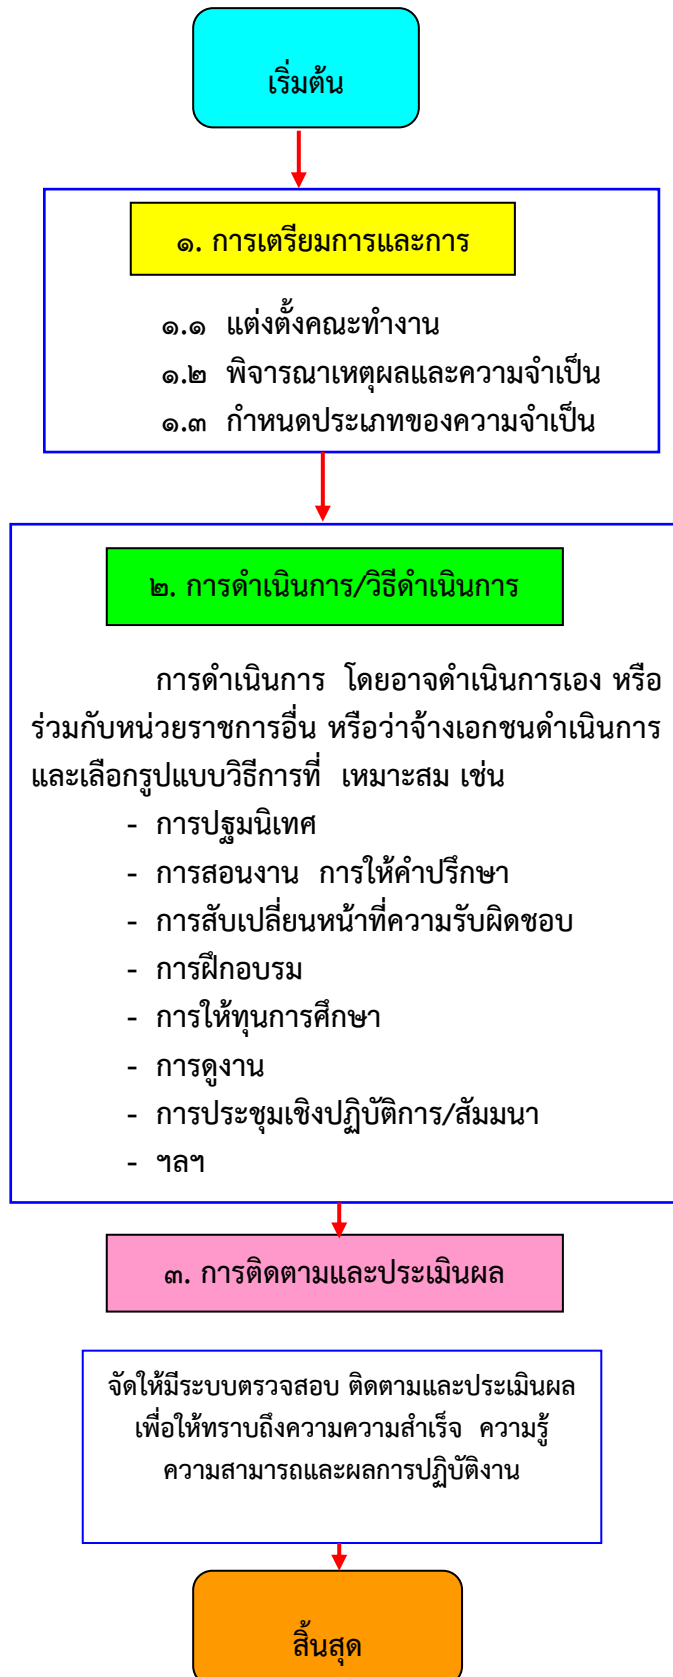 เริ่มต้น
๑. การเตรียมการและการ
๑.๑ แต่งตั้งคณะทำงาน
๑.๒ พิจารณาเหตุผลและความจำเป็น
๑.๓ กำหนดประเภทของความจำเป็น
๒. การดำเนินการ/วิธีดำเนินการ
การดำเนินการ โดยอาจดำเนินการเอง หรือ
ร่วมกับหน่วยราชการอื่น หรือว่าจ้างเอกชนดำเนินการ
และเลือกรูปแบบวิธีการที่ เหมาะสม เช่น
- การปฐมนิเทศ
- การสอนงาน การให้คำปรึกษา
- การสับเปลี่ยนหน้าที่ความรับผิดชอบ
- การฝึกอบรม
- การให้ทุนการศึกษา
- การดูงาน
- การประชุมเชิงปฏิบัติการ/สัมมนา
- ฯลฯ
๓. การติดตามและประเมินผล
จัดให้มีระบบตรวจสอบ ติดตามและประเมินผล
เพื่อให้ทราบถึงความความสำเร็จ ความรู้
ความสามารถและผลการปฏิบัติงาน
สิ้นสุด